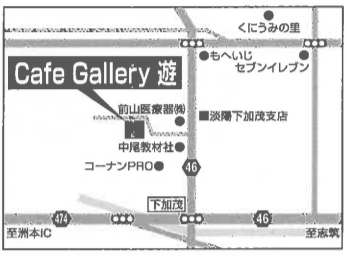 くにうみの里
もへいじ
セブンイレブン
Cafe Gallery 遊
前山医療器㈱
淡陽下加茂支店
中尾教材社
コーナンPRO
46
下加茂
474
46
至洲本IC
至志筑